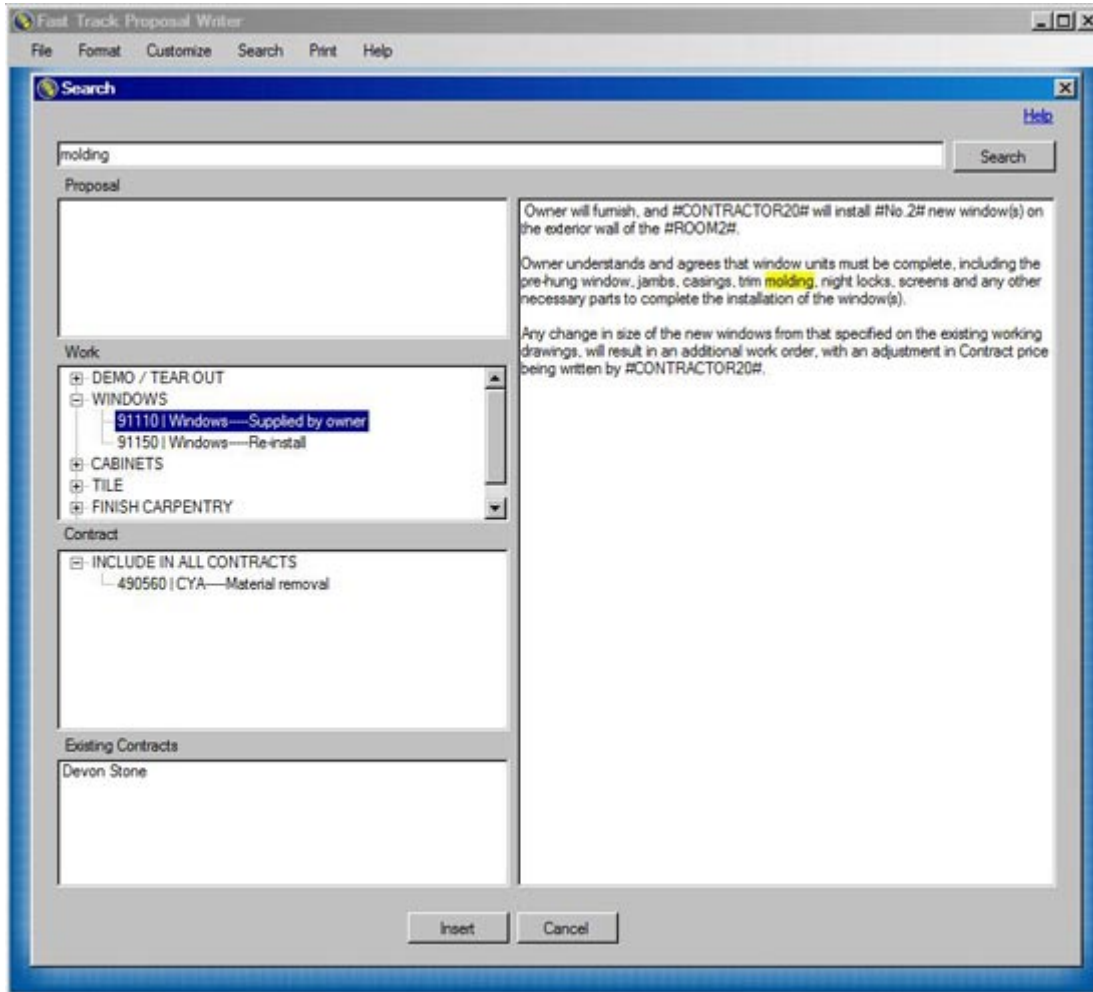 Fast Track Proposal Writer
File Format Customize Search Print Help
Search
Help
molding
Search
Proposal
Owner will furnish, and #CONTRACTOR20# will install #No.2# new window(s) on
the exterior wall of the #ROOM2#.
Owner understands and agrees that window units must be complete, including the
pre-hung window, jambs, casings, trim molding, night locks, screens and any other
necessary parts to complete the installation of the window(s).
Any change in size of the new windows from that specified on the existing working
drawings, will result in an additional work order, with an adjustment in Contract price
being written by #CONTRACTOR20#.
Work
DEMO / TEAR OUT
WINDOWS
91110 | Windows----Supplied by owner
91150 | Windows----Re-install
CABINETS
TILE
FINISH CARPENTRY
Contract
INCLUDE IN ALL CONTRACTS
490560 | CYA----Material removal
Existing Contracts
Devon Stone
Insert
Cancel